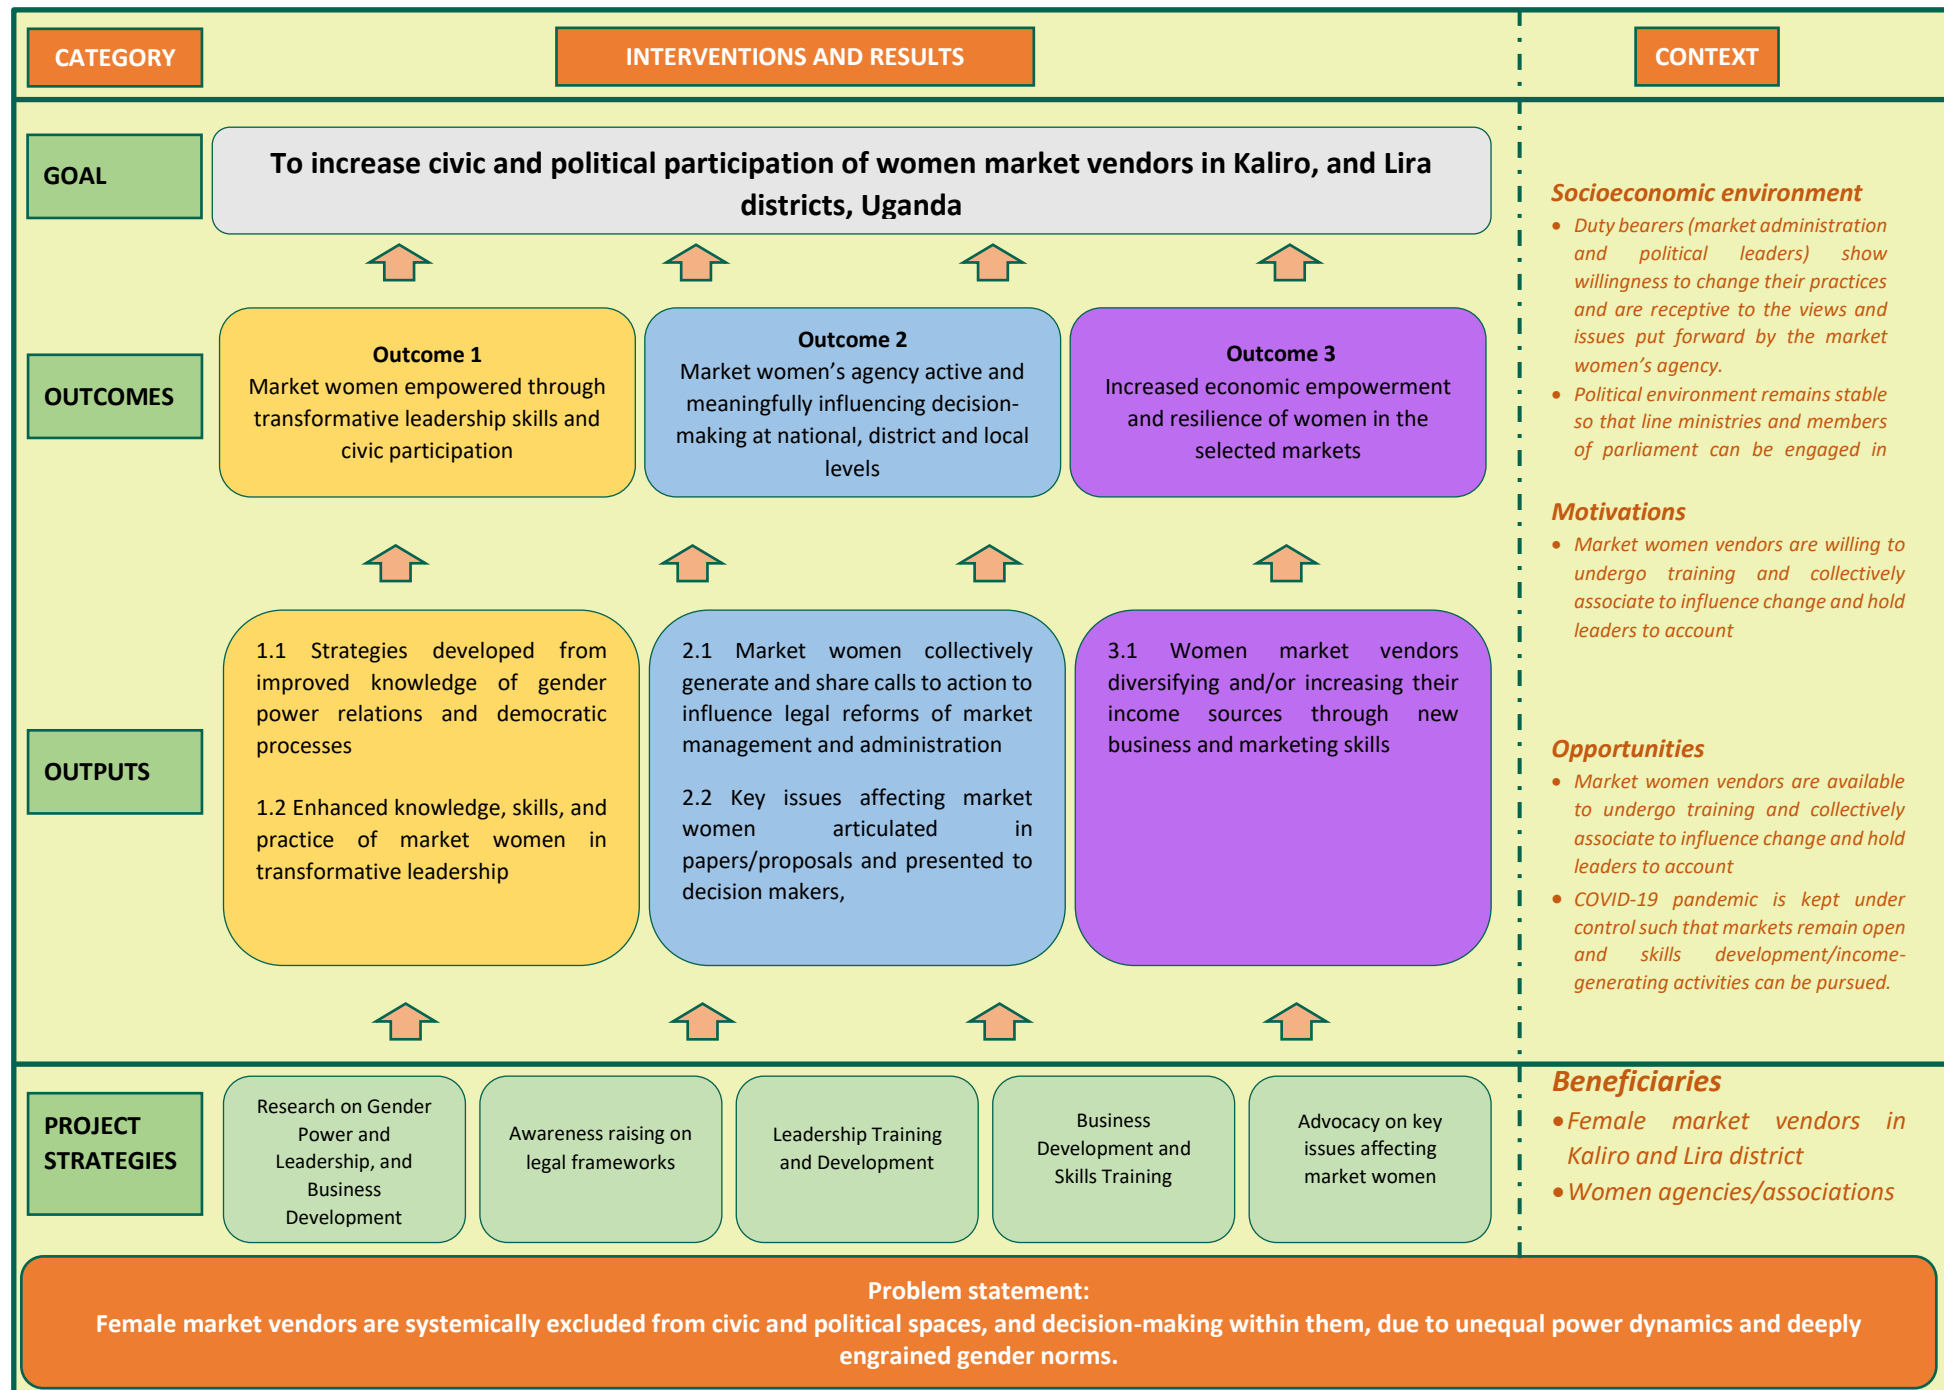 CATEGORY
INTERVENTIONS AND RESULTS
CONTEXT
GOAL
To increase civic and political participation of women market vendors in Kaliro, and Lira
districts, Uganda
OUTCOMES
Outcome 1
Market women empowered through
transformative leadership skills and
civic participation
Outcome 2
Market women’s agency active and
meaningfully influencing decision-
making at national, district and local
levels
Outcome 3
Increased economic empowerment
and resilience of women in the
selected markets
OUTPUTS
1.1 Strategies developed from
improved knowledge of gender
power relations and democratic
processes
1.2 Enhanced knowledge, skills, and
practice of market women in
transformative leadership
2.1 Market women collectively
generate and share calls to action to
influence legal reforms of market
management and administration
2.2 Key issues affecting market
women articulated in
papers/proposals and presented to
decision makers,
3.1 Women market vendors
diversifying and/or increasing their
income sources through new
business and marketing skills
PROJECT
STRATEGIES
Research on Gender
Power and
Leadership, and
Business
Development
Awareness raising on
legal frameworks
Leadership Training
and Development
Business
Development and
Skills Training
Advocacy on key
issues affecting
market women
Socioeconomic environment
• Duty bearers (market administration
and political leaders) show
willingness to change their practices
and are receptive to the views and
issues put forward by the market
women’s agency.
• Political environment remains stable
so that line ministries and members
of parliament can be engaged in
Motivations
• Market women vendors are willing to
undergo training and collectively
associate to influence change and hold
leaders to account
Opportunities
• Market women vendors are available
to undergo training and collectively
associate to influence change and hold
leaders to account
• COVID-19 pandemic is kept under
control such that markets remain open
and skills development/income-
generating activities can be pursued.
Beneficiaries
• Female market vendors in
Kaliro and Lira district
• Women agencies/associations
Problem statement:
Female market vendors are systemically excluded from civic and political spaces, and decision-making within them, due to unequal power dynamics and deeply
engrained gender norms.